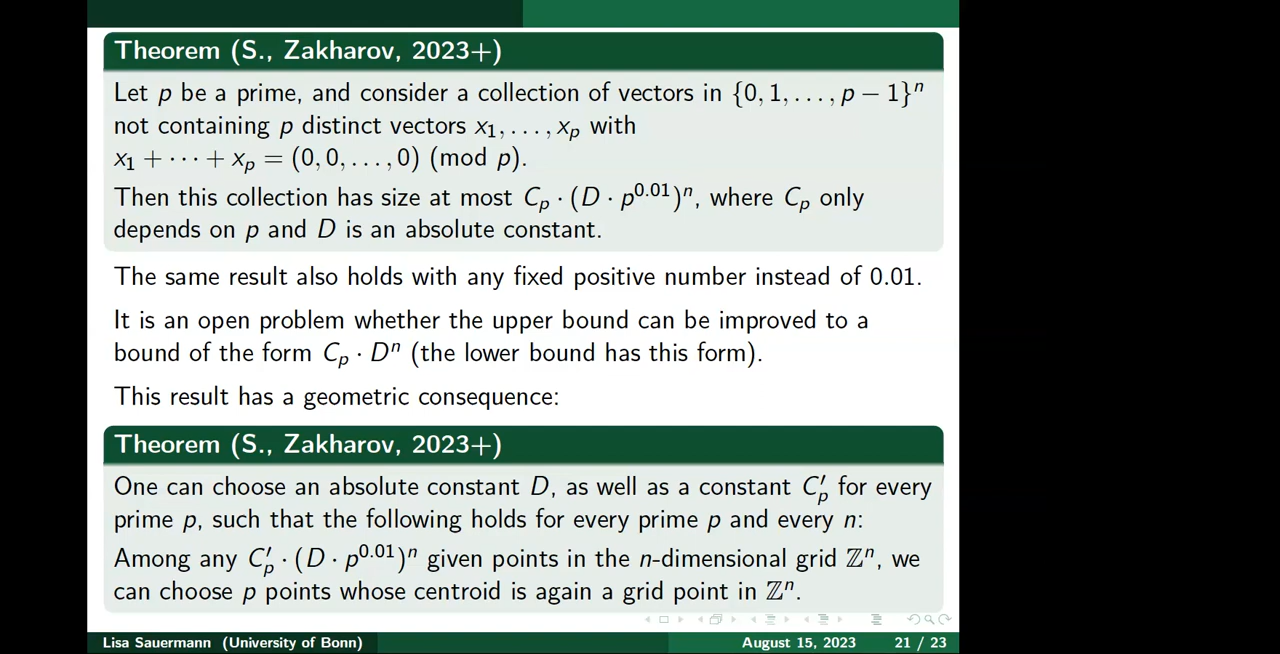 Theorem (S., Zakharov, 2023+)
Let p be a prime, and consider a collection of vectors in {0, 1, . . . , p − 1}ⁿ
not containing p distinct vectors x₁, . . . , xₚ with
x₁ + · · · + xₚ = (0, 0, . . . , 0) (mod p).
Then this collection has size at most Cₚ · (D · p^0.01)ⁿ, where Cₚ only
depends on p and D is an absolute constant.
The same result also holds with any fixed positive number instead of 0.01.
It is an open problem whether the upper bound can be improved to a
bound of the form Cₚ · Dⁿ (the lower bound has this form).
This result has a geometric consequence:
Theorem (S., Zakharov, 2023+)
One can choose an absolute constant D, as well as a constant C′ₚ for every
prime p, such that the following holds for every prime p and every n:
Among any C′ₚ · (D · p^0.01)ⁿ given points in the n-dimensional grid ℤⁿ, we
can choose p points whose centroid is again a grid point in ℤⁿ.
Lisa Sauermann (University of Bonn) August 15, 2023 21 / 23